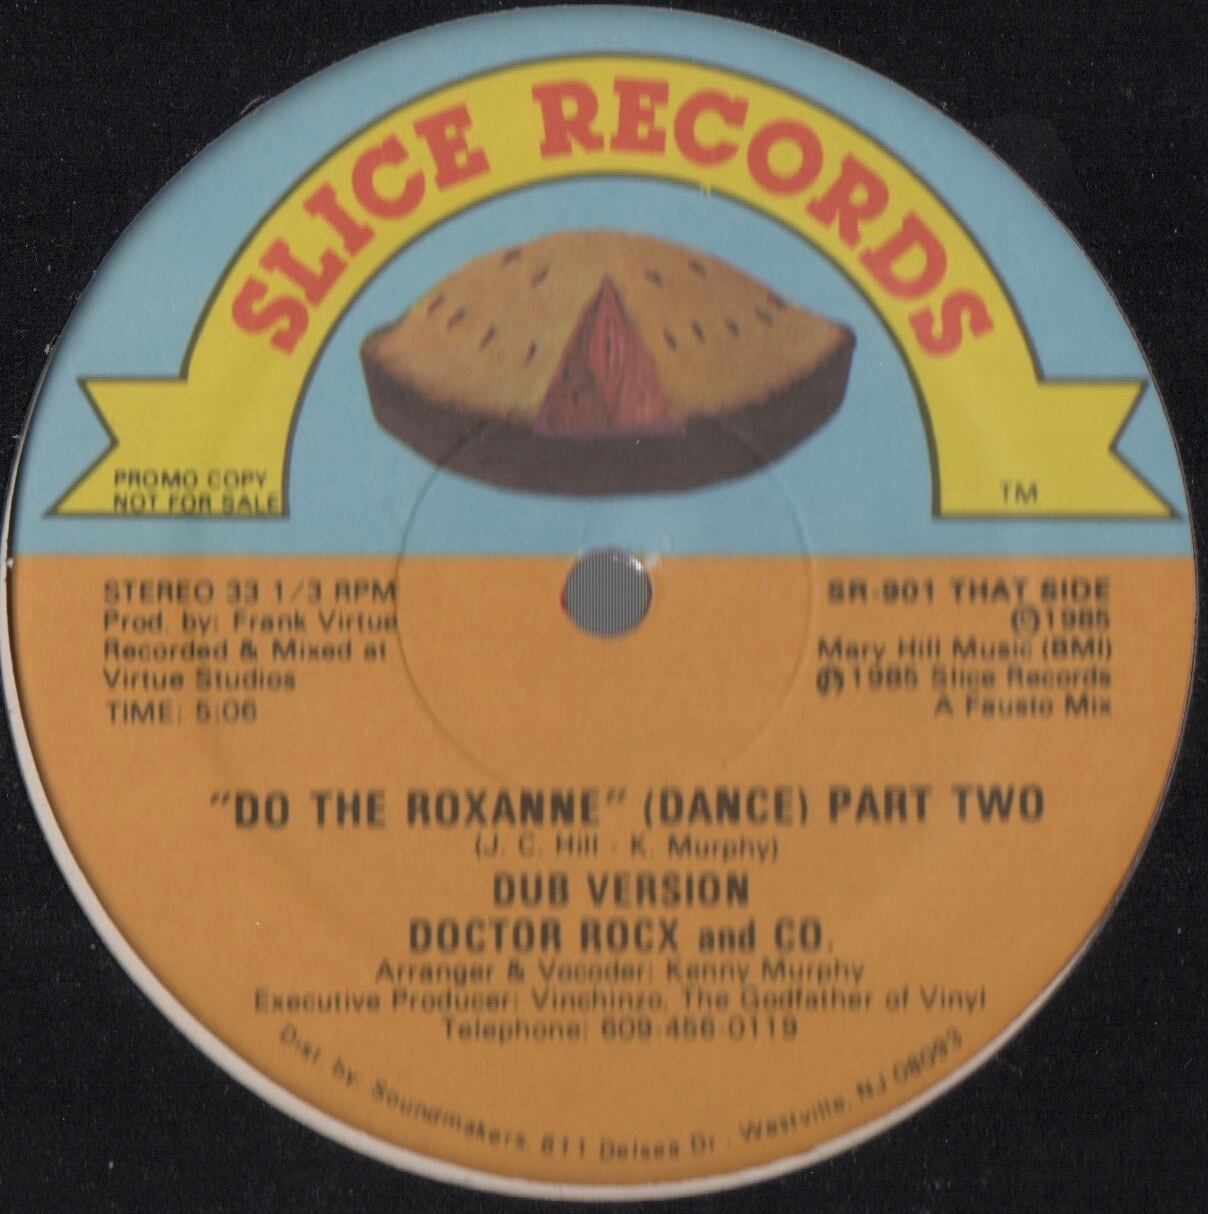 SLICE RECORDS
PROMO COPY
NOT FOR SALE
TM
STEREO 33 1/3 RPM
Prod. by: Frank Virtue
Recorded & Mixed at
Virtue Studios
TIME: 5:06
SR-901 THAT SIDE
©1985
Mary Hill Music (BMI)
℗1985 Slice Records
A Fausto Mix
"DO THE ROXANNE" (DANCE) PART TWO
(J. C. Hill - K. Murphy)
DUB VERSION
DOCTOR ROCX and CO.
Arranger & Vocoder: Kenny Murphy
Executive Producer: Vinchinzo, The Godfather of Vinyl
Telephone: 609-456-0119
Dist. by Soundmakers, 611 Delsea Dr., Westville, NJ 08093